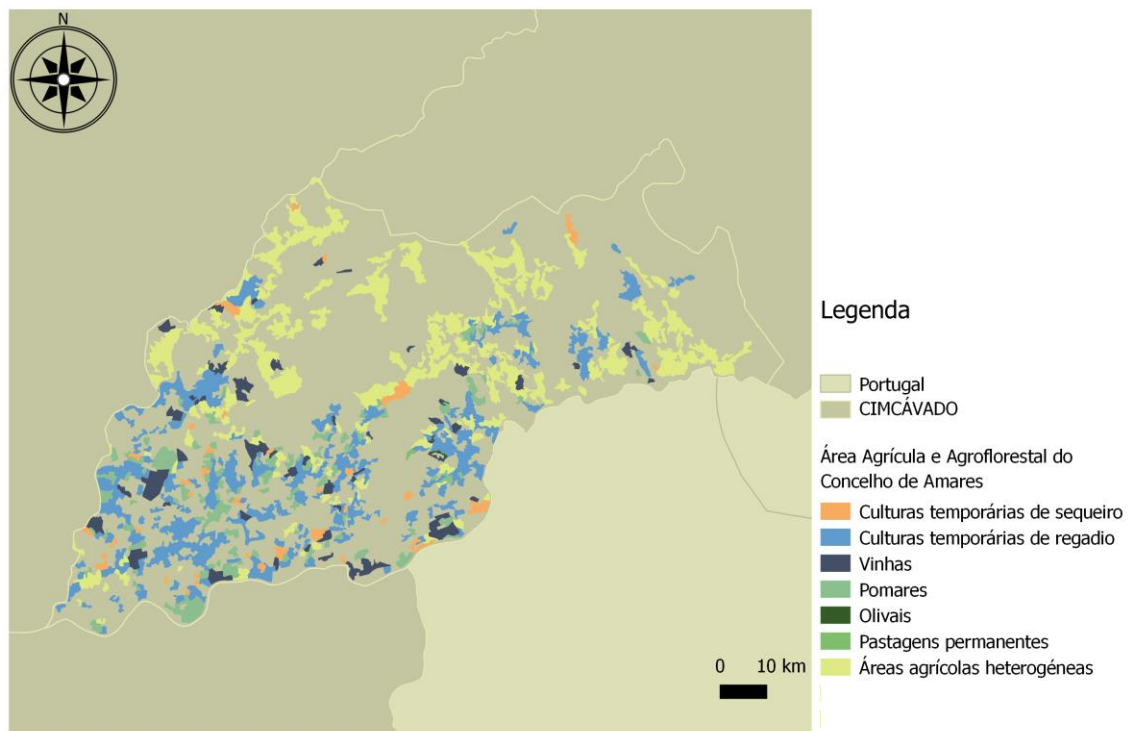 N
Legenda
Portugal
CIMCÁVADO
Área Agrícula e Agroflorestal do
Concelho de Amares
Culturas temporárias de sequeiro
Culturas temporárias de regadio
Vinhas
Pomares
Olivais
Pastagens permanentes
Áreas agrícolas heterogéneas
0 10 km